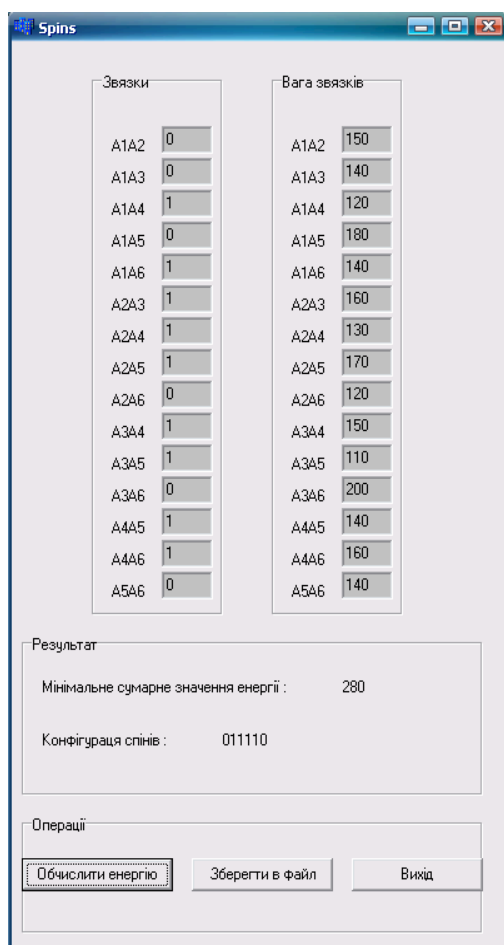 Spins
Звязки Вага звязків
A1A2 0 A1A2 150
A1A3 0 A1A3 140
A1A4 1 A1A4 120
A1A5 0 A1A5 180
A1A6 1 A1A6 140
A2A3 1 A2A3 160
A2A4 1 A2A4 130
A2A5 1 A2A5 170
A2A6 0 A2A6 120
A3A4 1 A3A4 150
A3A5 1 A3A5 110
A3A6 0 A3A6 200
A4A5 1 A4A5 140
A4A6 1 A4A6 160
A5A6 0 A5A6 140
Результат
Мінімальне сумарне значення енергії : 280
Конфігураця спінів : 011110
Операції
Обчислити енергію Зберегти в файл Вихід